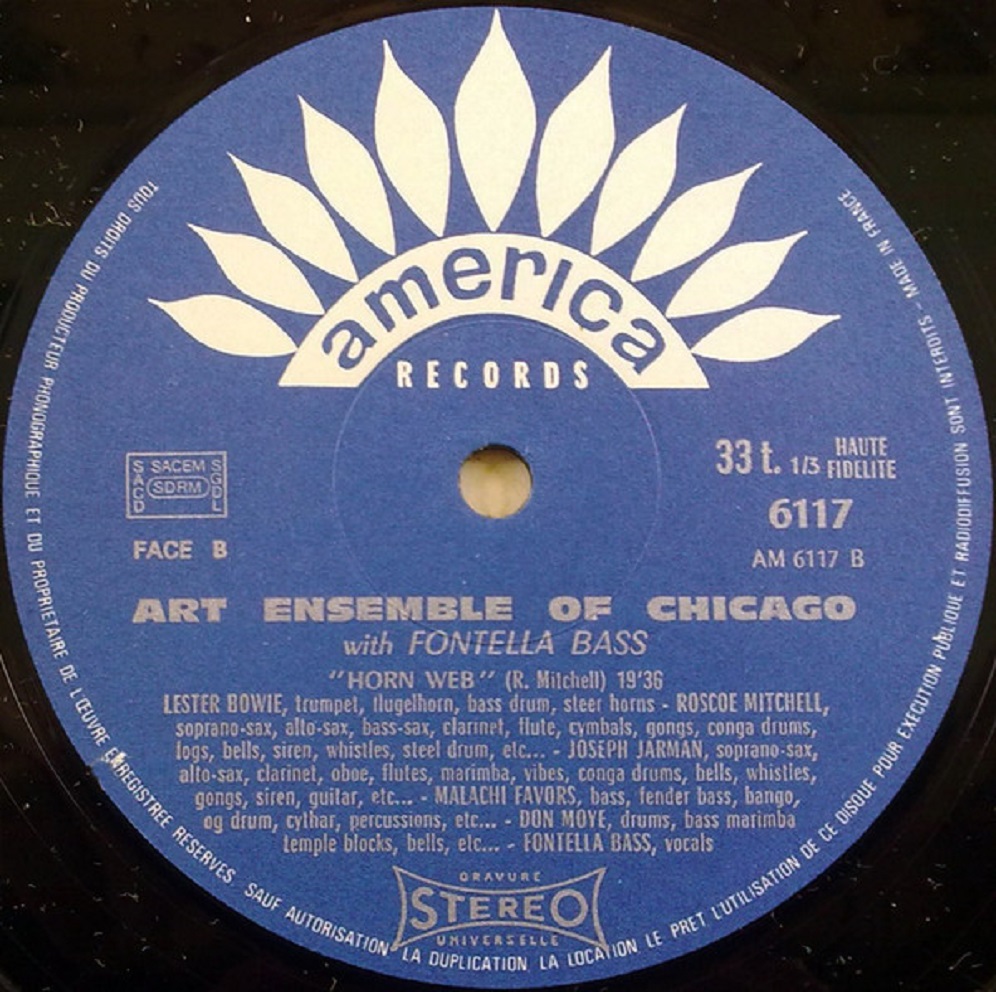 america
RECORDS
SACEM
SACD
SDRM
SGDL
FACE B
33 t. 1/3 HAUTE FIDELITE
6117
AM 6117 B
ART ENSEMBLE OF CHICAGO
with FONTELLA BASS
"HORN WEB" (R. Mitchell) 19'36
LESTER BOWIE, trumpet, flugelhorn, bass drum, steer horns - ROSCOE MITCHELL,
soprano-sax, alto-sax, bass-sax, clarinet, flute, cymbals, gongs, conga drums,
logs, bells, siren, whistles, steel drum, etc... - JOSEPH JARMAN, soprano-sax,
alto-sax, clarinet, oboe, flutes, marimba, vibes, conga drums, bells, whistles,
gongs, siren, guitar, etc... - MALACHI FAVORS, bass, fender bass, bango,
og drum, cythar, percussions, etc... - DON MOYE, drums, bass marimba
temple blocks, bells, etc... - FONTELLA BASS, vocals
GRAVURE
STEREO
UNIVERSELLE
TOUS DROITS DU PRODUCTEUR PHONOGRAPHIQUE ET DU PROPRIETAIRE DE L'ŒUVRE ENREGISTREE RESERVES SAUF AUTORISATION LA DUPLICATION, LA LOCATION LE PRET L'UTILISATION DE CE DISQUE POUR EXECUTION PUBLIQUE ET RADIODIFFUSION SONT INTERDITS - MADE IN FRANCE